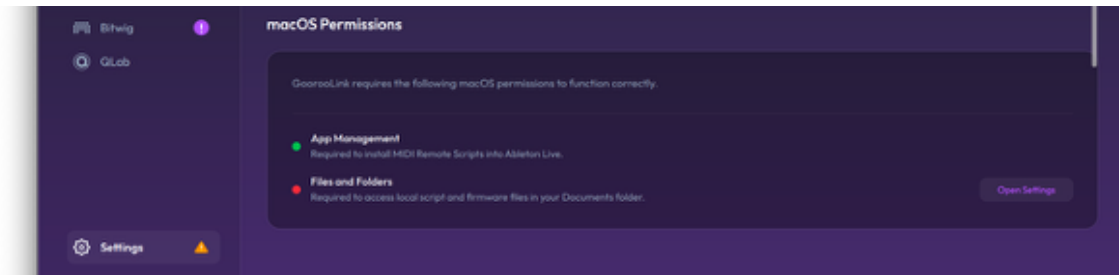 Bitwig
QLab
Settings
macOS Permissions
GoorooLink requires the following macOS permissions to function correctly.
App Management
Required to install MIDI Remote Scripts into Ableton Live.
Files and Folders
Required to access local script and firmware files in your Documents folder.
Open Settings